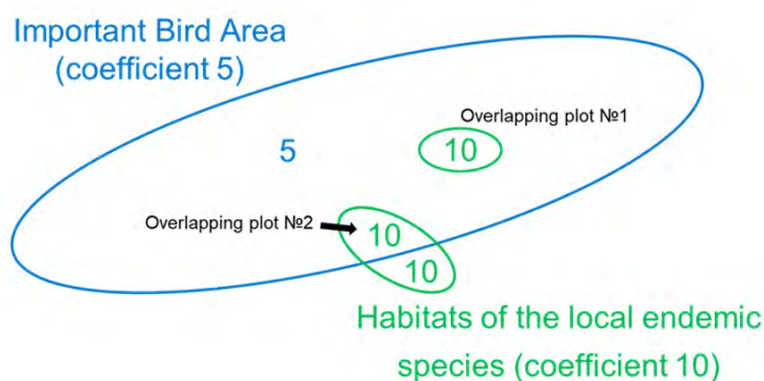 Important Bird Area
(coefficient 5)
Overlapping plot №1
5
10
Overlapping plot №2
10
10
Habitats of the local endemic
species (coefficient 10)